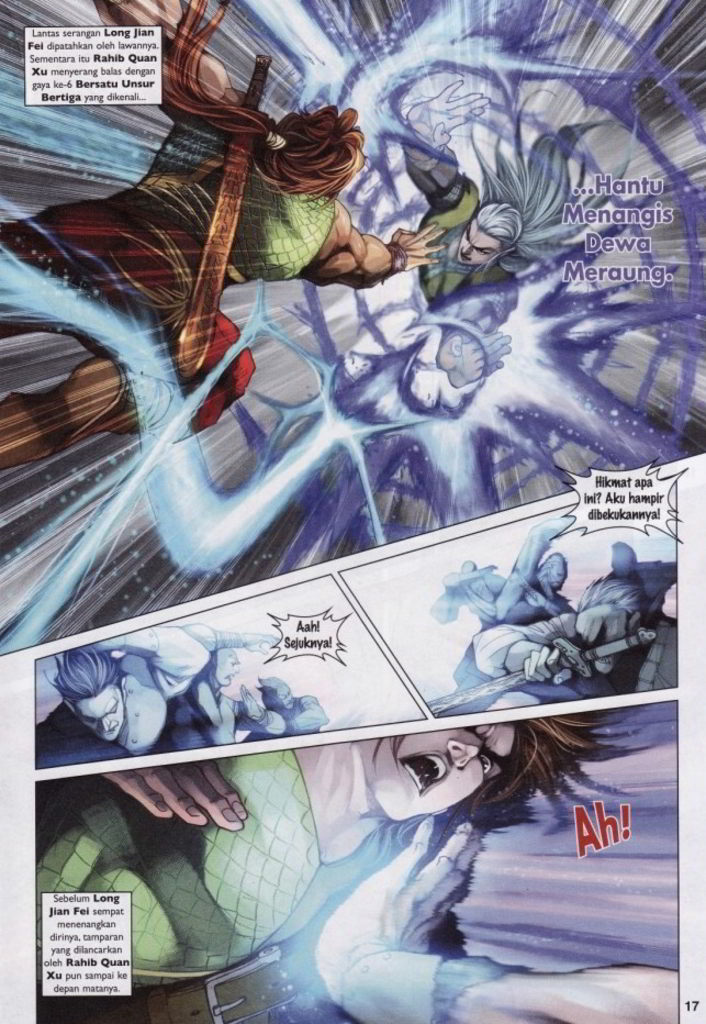 Lantas serangan Long Jian
Fei dipatahkan oleh lawannya.
Sementara itu Rahib Quan
Xu menyerang balas dengan
gaya ke-6 Bersatu Unsur
Bertiga yang dikenali...
...Hantu
Menangis
Dewa
Meraung.
Hikmat apa
ini? Aku hampir
dibekukannya!
Aah!
Sejuknya!
Ah!
Sebelum Long
Jian Fei sempat
menenangkan
dirinya, tamparan
yang dilancarkan
oleh Rahib Quan
Xu pun sampai ke
depan matanya.
17